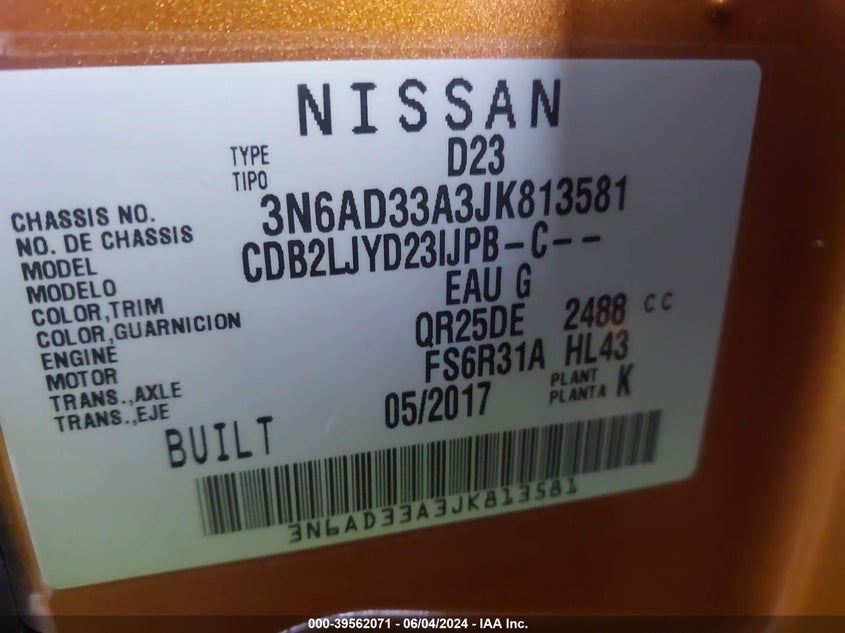 NISSAN
TYPE
TIPO
D23
CHASSIS NO.
NO. DE CHASSIS
3N6AD33A3JK813581
MODEL
MODELO
CDB2LJYD23IJPB-C--
COLOR,TRIM
COLOR,GUARNICION
EAU G
ENGINE
MOTOR
QR25DE 2488 CC
TRANS.,AXLE
TRANS.,EJE
FS6R31A HL43
BUILT 05/2017
PLANT
PLANTA
K
3N6AD33A3JK813581
000-39562071 - 06/04/2024 - IAA Inc.